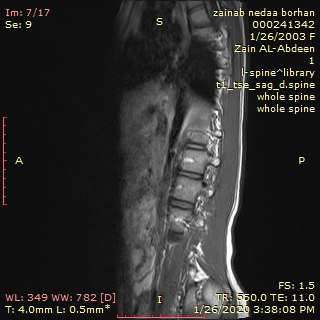 Im: 7/17
Se: 9
zainab nedaa borhan
000241342
1/26/2003 F
Zain AL-Abdeen
l-spine^library
t1_tse_sag_d.spine
whole spine
whole spine
S
A
P
I
WL: 349 WW: 782 [D]
T: 4.0mm L: 0.5mm*
FS: 1.5
TR: 550.0 TE: 11.0
1/26/2020 3:38:08 PM